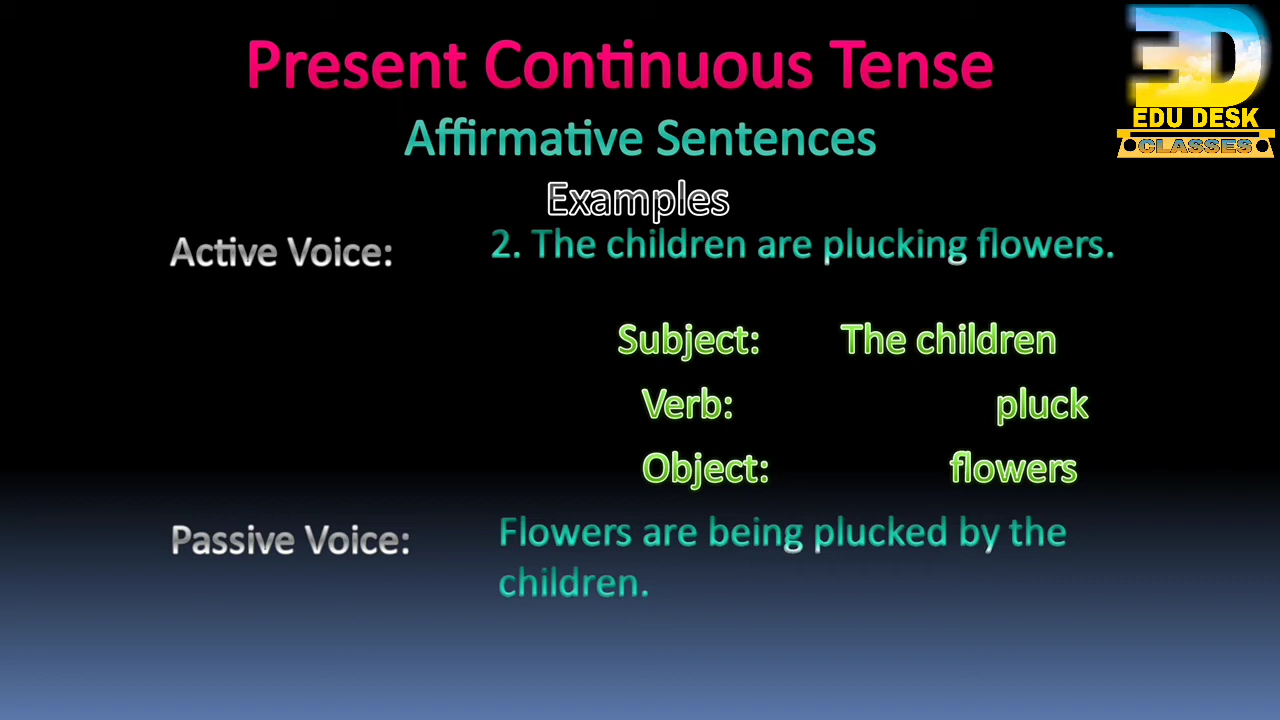 Present Continuous Tense
ED
EDU DESK
CLASSES
Affirmative Sentences
Examples
Active Voice: 2. The children are plucking flowers.
Subject: The children
Verb: pluck
Object: flowers
Passive Voice: Flowers are being plucked by the
children.